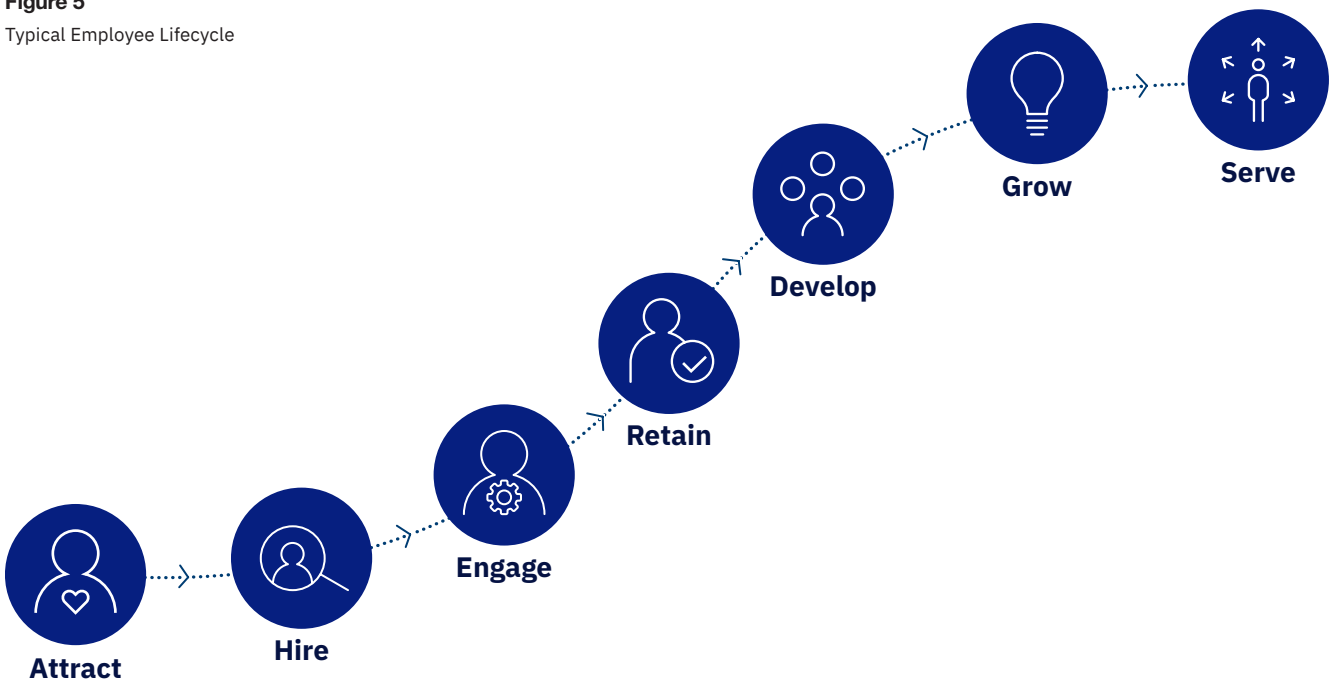 Figure 5
Typical Employee Lifecycle
Attract
Hire
Engage
Retain
Develop
Grow
Serve